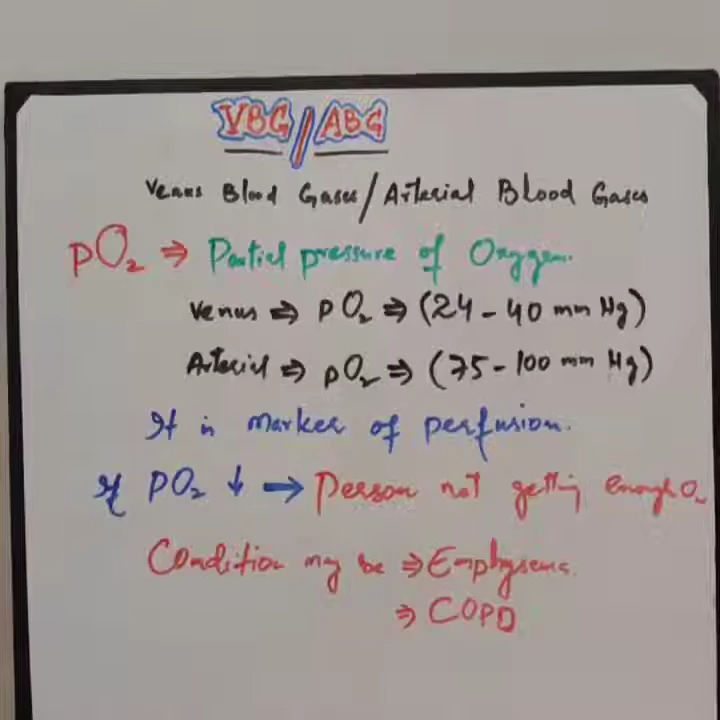 VBG/ABG
Venus Blood Gases/Arterial Blood Gases
pO₂ ⇒ Partial pressure of Oxygen.
Venus ⇒ pO₂ ⇒ (24-40 mm Hg)
Arterial ⇒ pO₂ ⇒ (75-100 mm Hg)
It is marker of perfusion.
If PO₂ ↓ → Person not getting enough O₂
Condition may be ⇒ Emphysema.
⇒ COPD